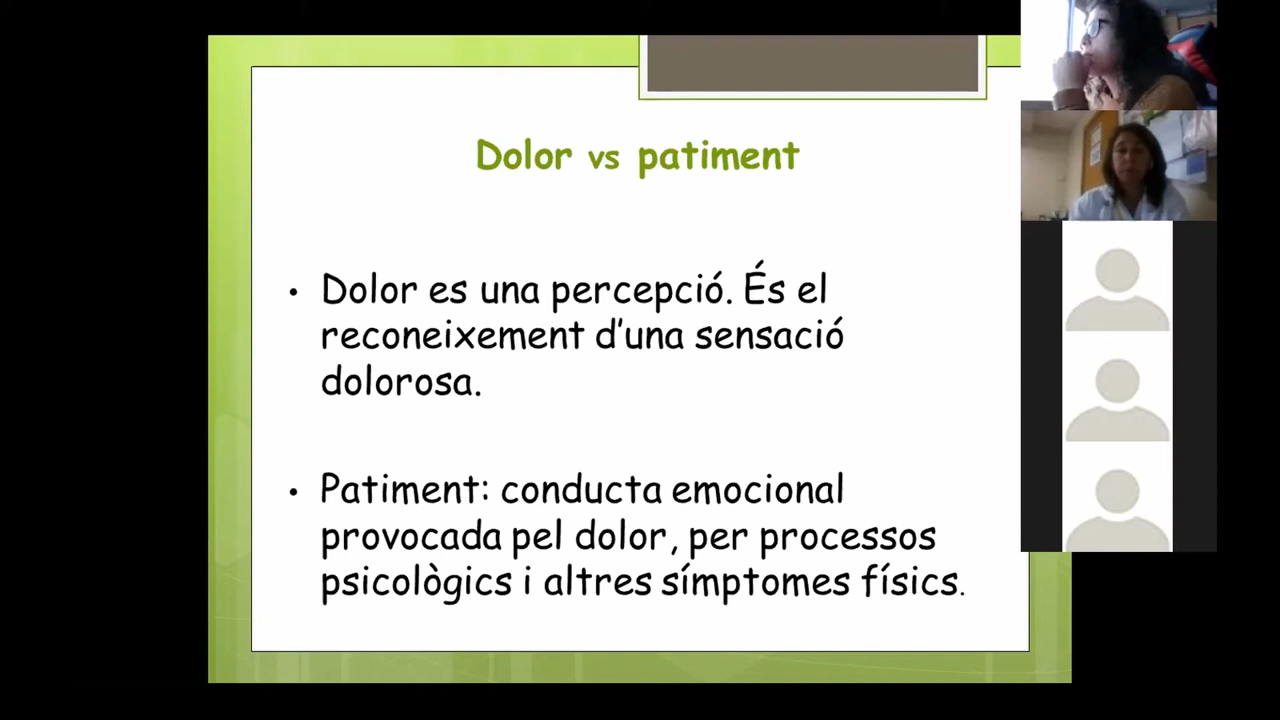 Dolor vs patiment
• Dolor es una percepció. És el
reconeixement d’una sensació
dolorosa.
• Patiment: conducta emocional
provocada pel dolor, per processos
psicològics i altres símptomes físics.